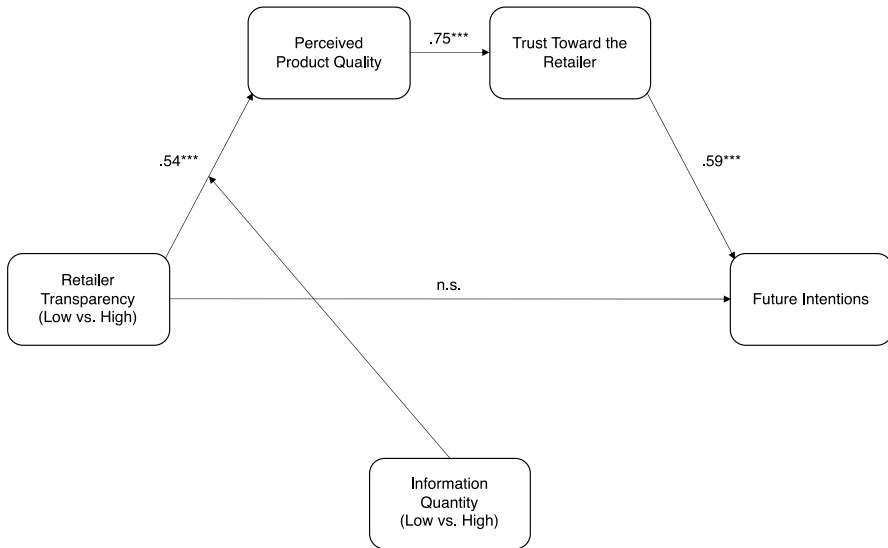 Perceived
Product Quality
.75***
Trust Toward the
Retailer
.54***
.59***
Retailer
Transparency
(Low vs. High)
n.s.
Future Intentions
Information
Quantity
(Low vs. High)